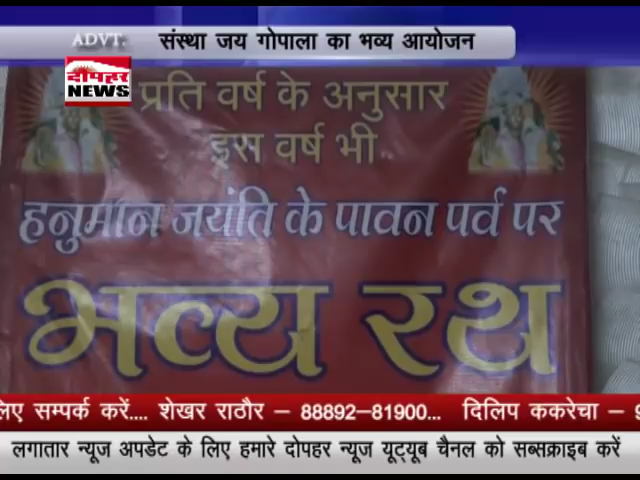 ADVT. संस्था जय गोपाला का भव्य आयोजन
दोपहर
NEWS
प्रति वर्ष के अनुसार
इस वर्ष भी
हनुमान जयंति के पावन पर्व पर
भव्य रथ
लिए सम्पर्क करें.... शेखर राठौर – 88892-81900... दिलिप ककरेचा – 9
लगातार न्यूज अपडेट के लिए हमारे दोपहर न्यूज यूट्यूब चैनल को सब्सक्राइब करें